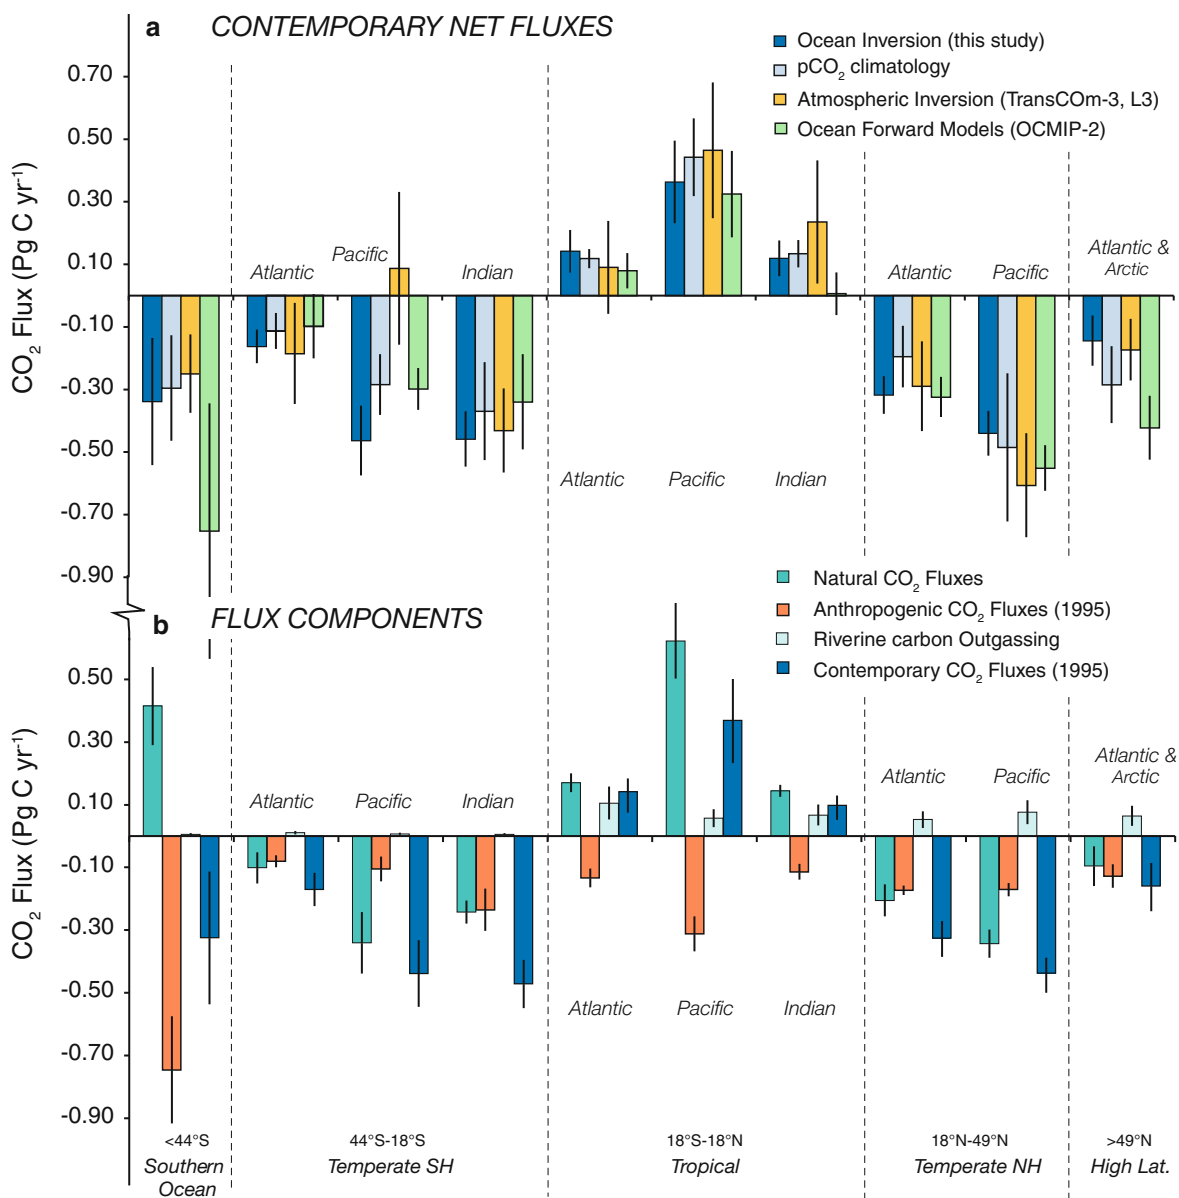 a CONTEMPORARY NET FLUXES
Ocean Inversion (this study)
pCO₂ climatology
Atmospheric Inversion (TransCOm-3, L3)
Ocean Forward Models (OCMIP-2)
CO₂ Flux (Pg C yr⁻¹)
0.70
0.50
0.30
0.10
-0.10
-0.30
-0.50
-0.70
-0.90
Atlantic
Pacific
Indian
Atlantic
Pacific
Indian
Atlantic
Pacific
Atlantic &
Arctic
b FLUX COMPONENTS
Natural CO₂ Fluxes
Anthropogenic CO₂ Fluxes (1995)
Riverine carbon Outgassing
Contemporary CO₂ Fluxes (1995)
CO₂ Flux (Pg C yr⁻¹)
0.50
0.30
0.10
-0.10
-0.30
-0.50
-0.70
-0.90
Atlantic
Pacific
Indian
Atlantic
Pacific
Indian
Atlantic
Pacific
Atlantic &
Arctic
<44°S
Southern
Ocean
44°S-18°S
Temperate SH
18°S-18°N
Tropical
18°N-49°N
Temperate NH
>49°N
High Lat.